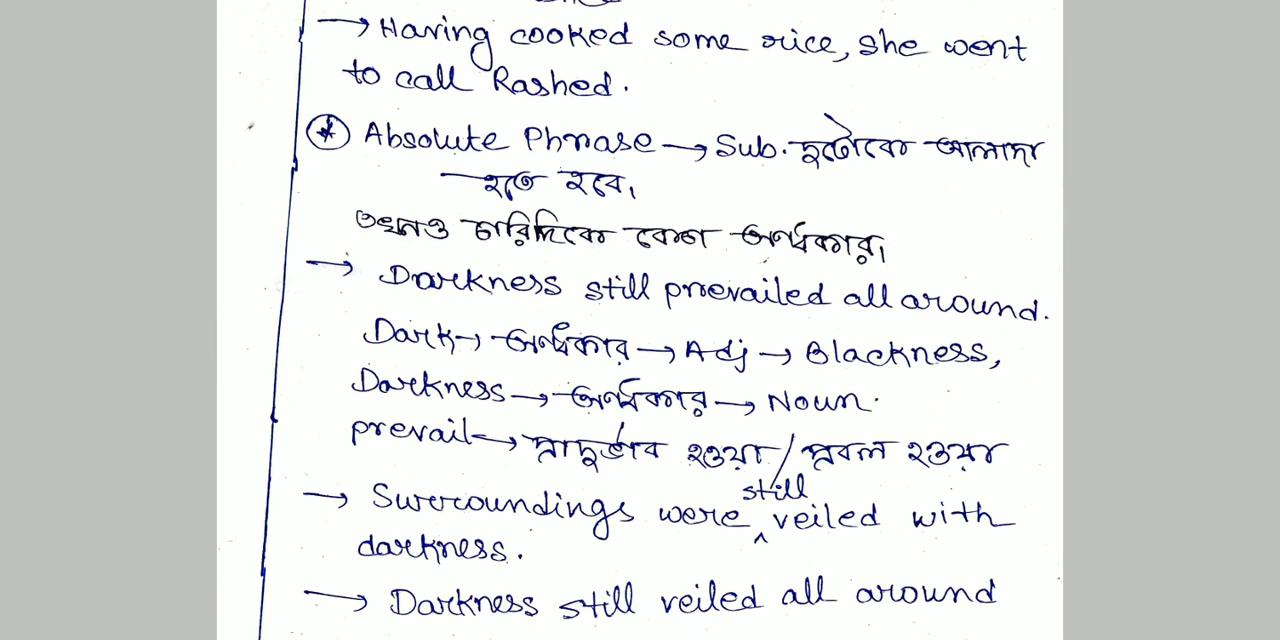 → Having cooked some rice, she went
to call Rashed.
⊛ Absolute Phrase → Sub. দুটোকে আলাদা
হতে হবে।
তখনও চারিদিকে বেশ অন্ধকার।
→ Darkness still prevailed all around.
Dark → অন্ধকার → Adj → Blackness,
Darkness → অন্ধকার → Noun.
prevail → প্রাদুর্ভাব হওয়া / প্রবল হওয়া
→ Surroundings were ^still veiled with
darkness.
→ Darkness still veiled all around